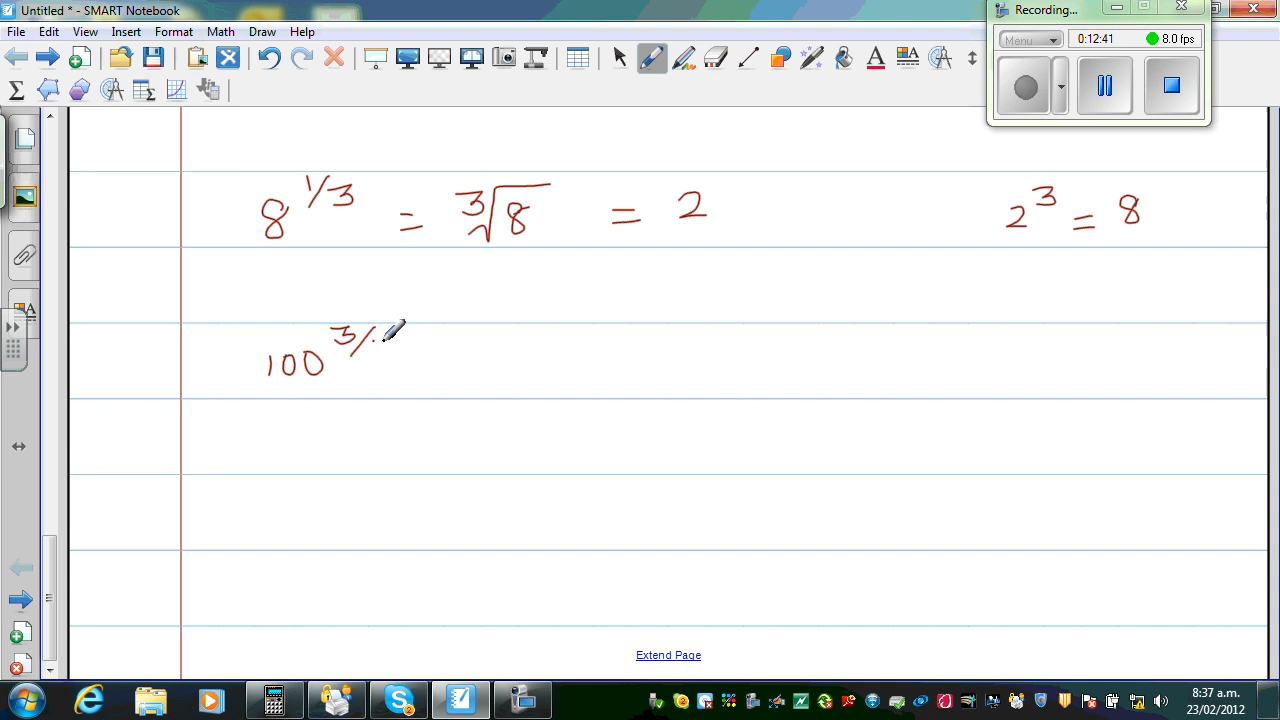 Untitled * - SMART Notebook
Recording...
File Edit View Insert Format Math Draw Help
Menu
0:12:41
8.0 fps
8^{1/3} = ∛8 = 2
2^3 = 8
100^{3/
Extend Page
8:37 a.m.
23/02/2012